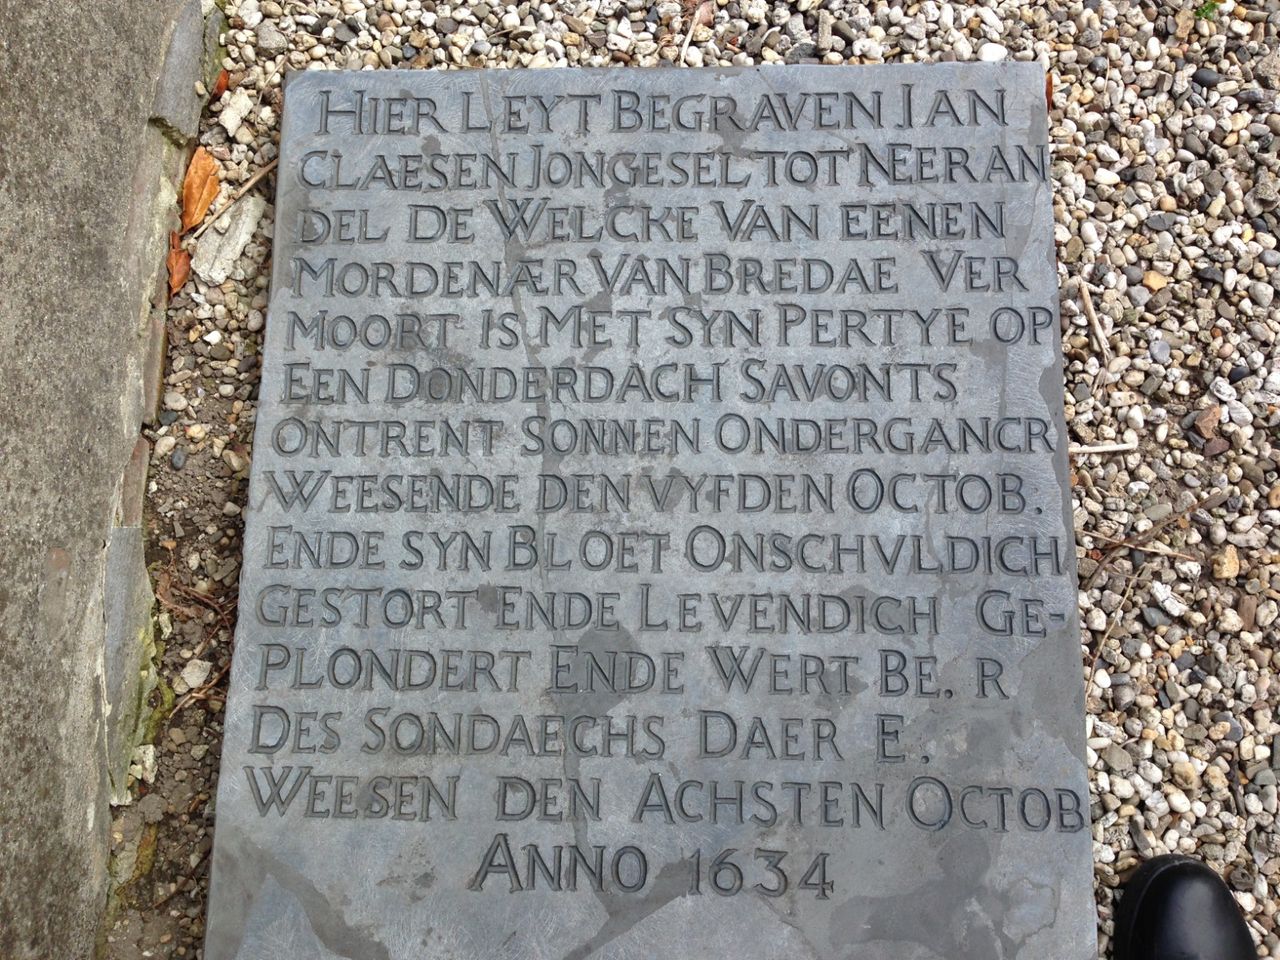 HIER LEYT BEGRAVEN IAN
CLAESEN JONGESEL TOT NEERAN
DEL DE WELCKE VAN EENEN
MORDENÆR VAN BREDAE VER
MOORT IS MET SYN PERTYE OP
EEN DONDERDACH SAVONTS
ONTRENT SONNEN ONDERGANCR
WEESENDE DEN VYFDEN OCTOB.
ENDE SYN BLOET ONSCHVLDICH
GESTORT ENDE LEVENDICH GE-
PLONDERT ENDE WERT BE. R
DES SONDAECHS DAER E.
WEESEN DEN ACHSTEN OCTOB
ANNO 1634